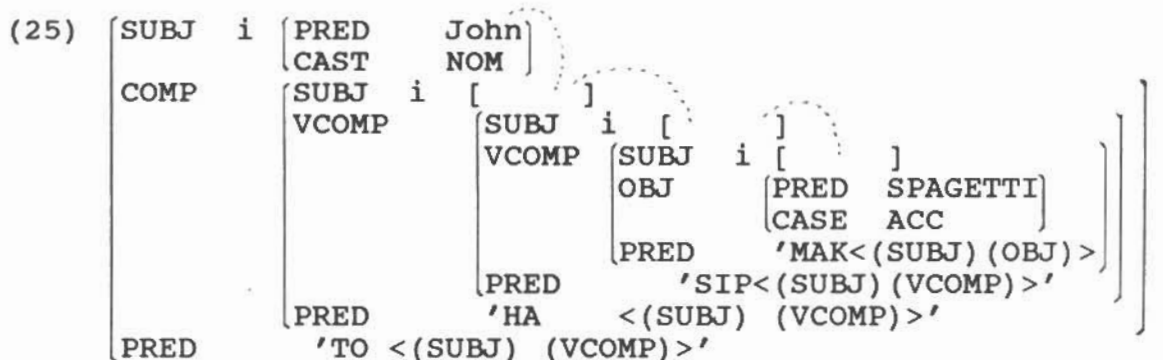 (25) [SUBJ i [PRED John]
[CAST NOM]
COMP [SUBJ i [ ]
VCOMP [SUBJ i [ ]
VCOMP [SUBJ i [ ]
OBJ [PRED SPAGETTI]
[CASE ACC]
[PRED 'MAK<(SUBJ)(OBJ)>]
[PRED 'SIP<(SUBJ)(VCOMP)>']
[PRED 'HA <(SUBJ) (VCOMP)>']
[PRED 'TO <(SUBJ) (VCOMP)>'